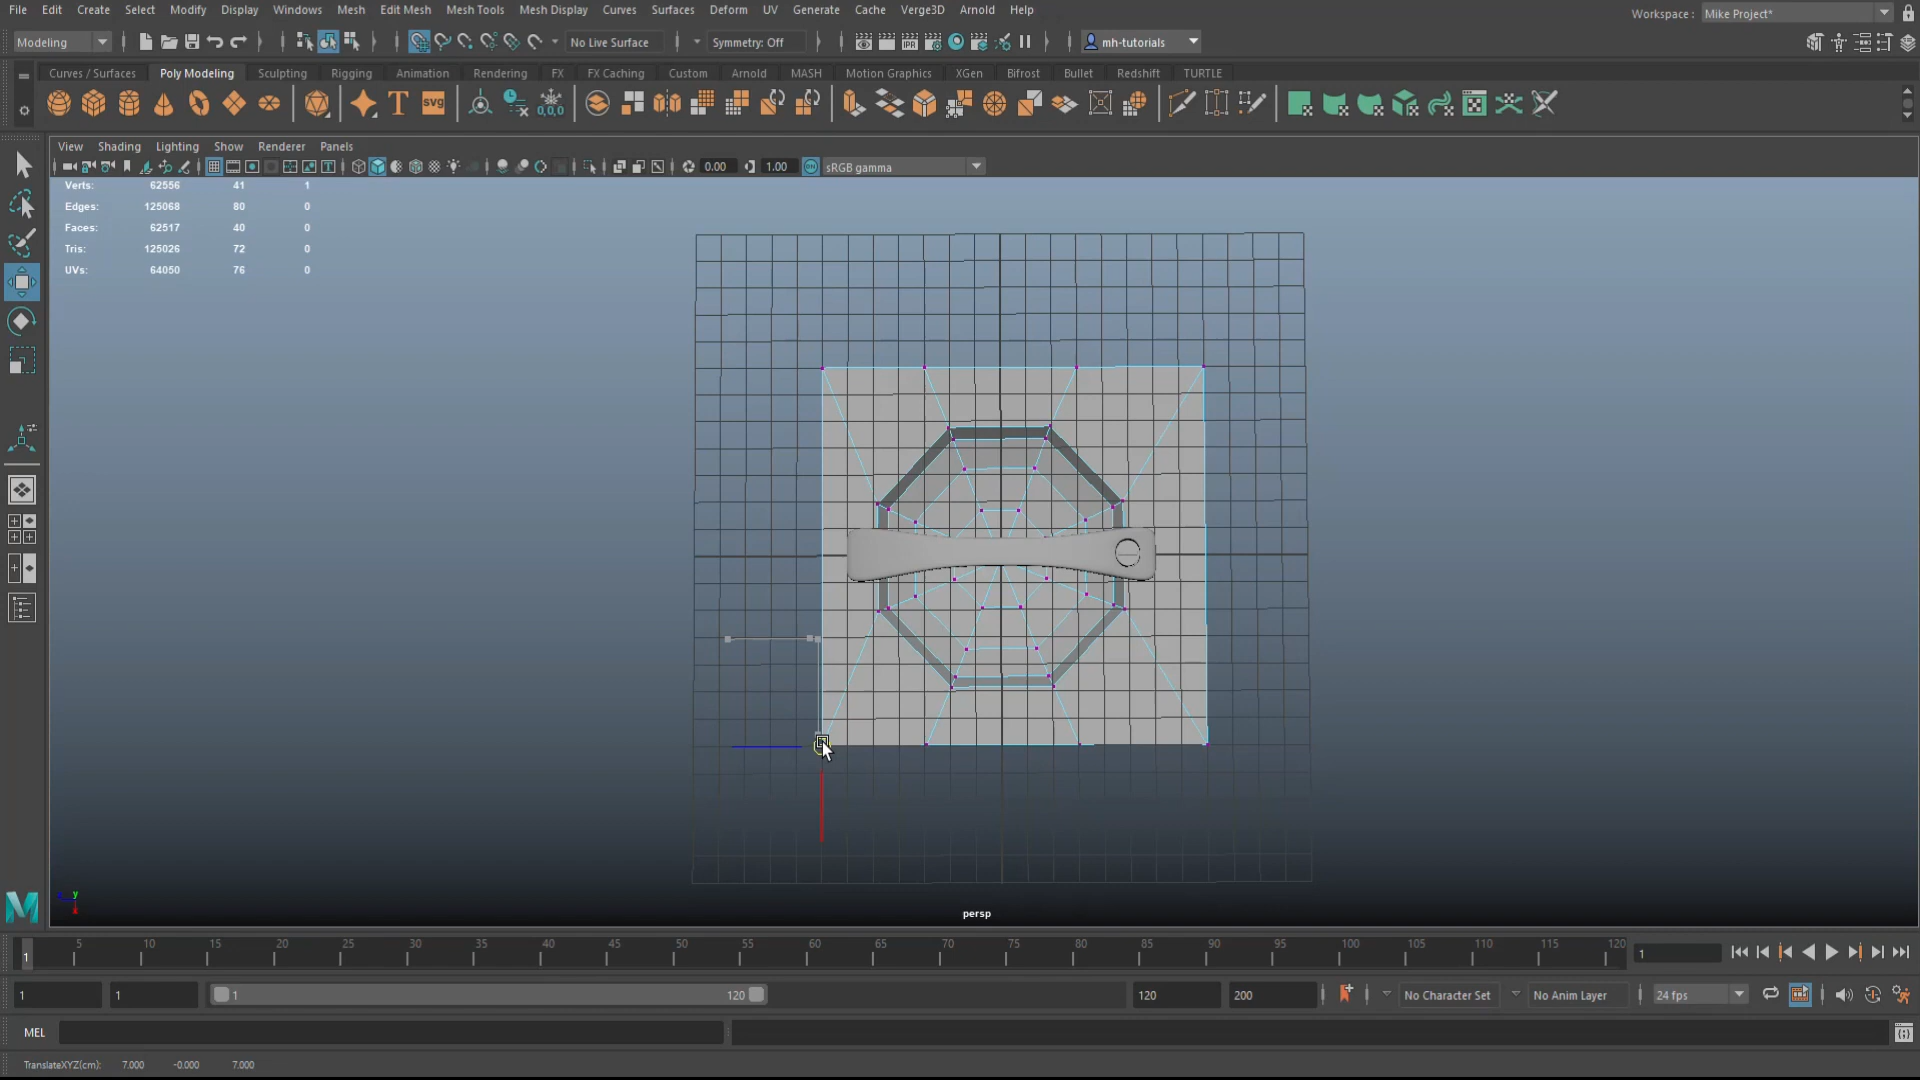 File Edit Create Select Modify Display Windows Mesh Edit Mesh Mesh Tools Mesh Display Curves Surfaces Deform UV Generate Cache Verge3D Arnold Help
Workspace : Mike Project*
Modeling No Live Surface Symmetry: Off IPR mh-tutorials
Curves / Surfaces Poly Modeling Sculpting Rigging Animation Rendering FX FX Caching Custom Arnold MASH Motion Graphics XGen Bifrost Bullet Redshift TURTLE
T SVG 0,0,0
View Shading Lighting Show Renderer Panels
0.00 1.00 sRGB gamma
Verts: 62556 41 1
Edges: 125068 80 0
Faces: 62517 40 0
Tris: 125026 72 0
UVs: 64050 76 0
y
persp
5 10 15 20 25 30 35 40 45 50 55 60 65 70 75 80 85 90 95 100 105 110 115 120
1 1
1 1 1 120 120 200 No Character Set No Anim Layer 24 fps
MEL
TranslateXYZ(cm): 7.000 -0.000 7.000